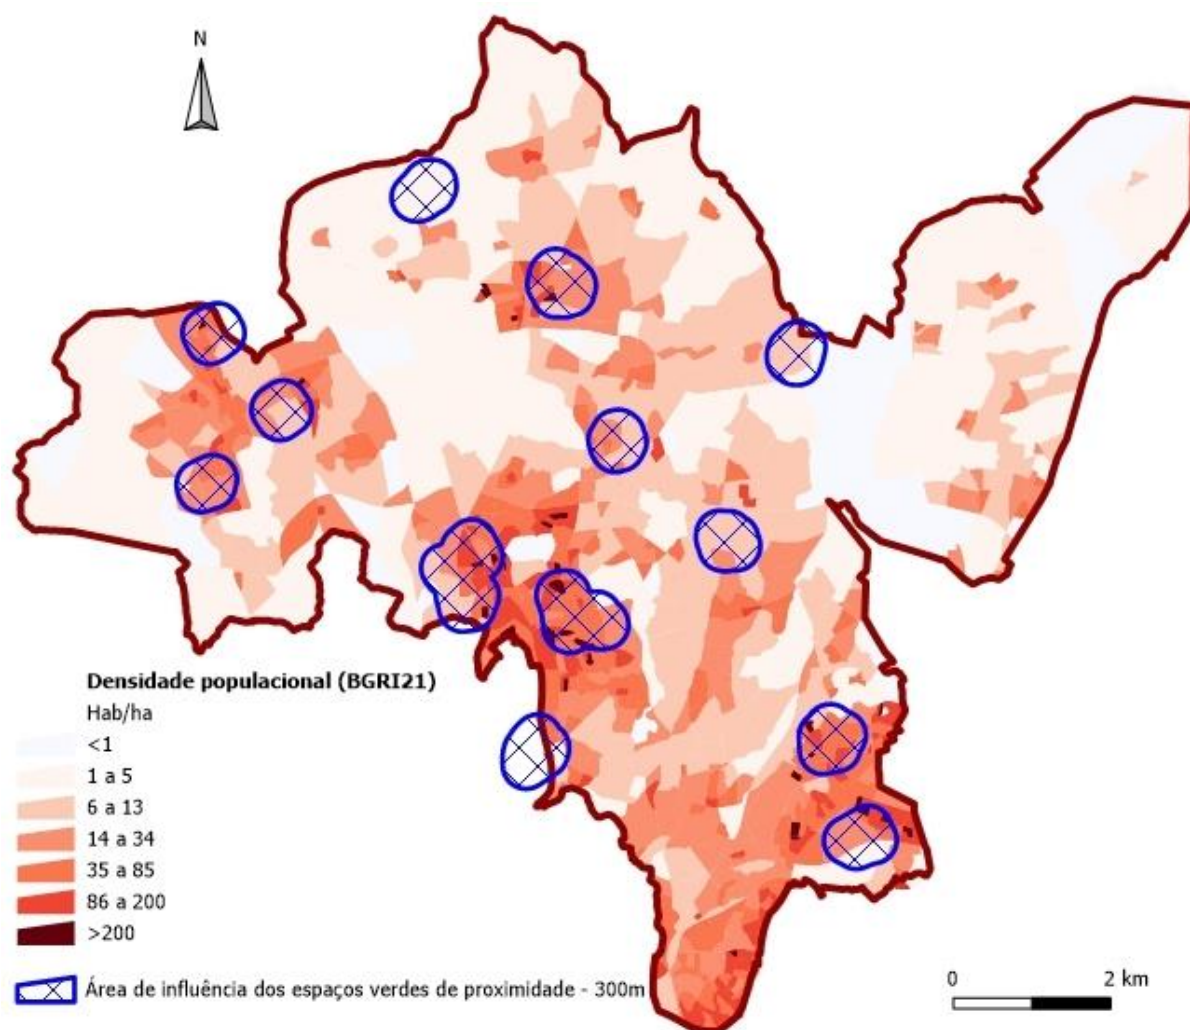 N
Densidade populacional (BGRI21)
Hab/ha
<1
1 a 5
6 a 13
14 a 34
35 a 85
86 a 200
>200
Área de influência dos espaços verdes de proximidade - 300m
0 2 km